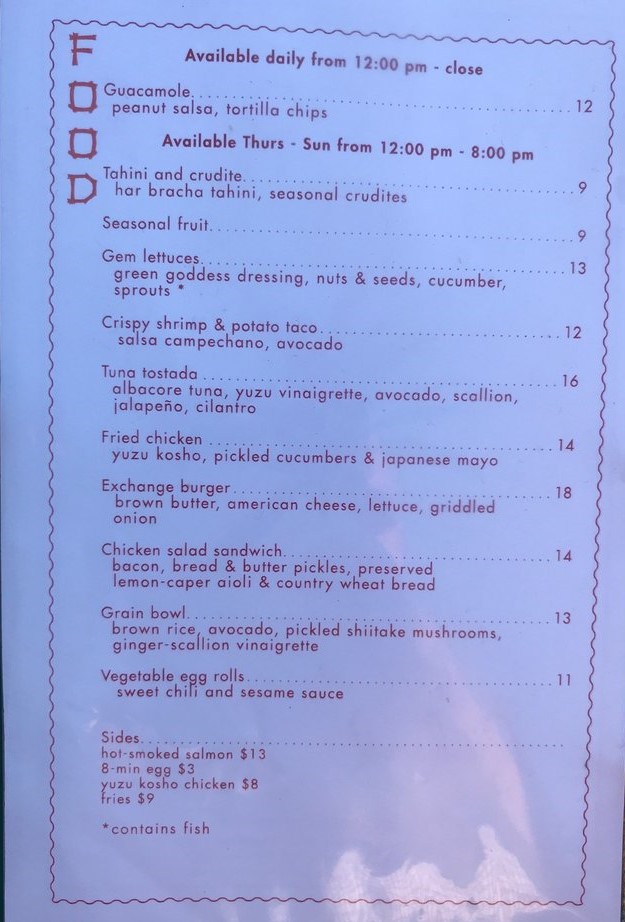 FOOD
Available daily from 12:00 pm - close
Guacamole 12
peanut salsa, tortilla chips
Available Thurs - Sun from 12:00 pm - 8:00 pm
Tahini and crudite 9
har bracha tahini, seasonal crudites
Seasonal fruit 9
Gem lettuces 13
green goddess dressing, nuts & seeds, cucumber,
sprouts *
Crispy shrimp & potato taco 12
salsa campechano, avocado
Tuna tostada 16
albacore tuna, yuzu vinaigrette, avocado, scallion,
jalapeño, cilantro
Fried chicken 14
yuzu kosho, pickled cucumbers & japanese mayo
Exchange burger 18
brown butter, american cheese, lettuce, griddled
onion
Chicken salad sandwich 14
bacon, bread & butter pickles, preserved
lemon-caper aioli & country wheat bread
Grain bowl 13
brown rice, avocado, pickled shiitake mushrooms,
ginger-scallion vinaigrette
Vegetable egg rolls 11
sweet chili and sesame sauce
Sides
hot-smoked salmon $13
8-min egg $3
yuzu kosho chicken $8
fries $9
*contains fish